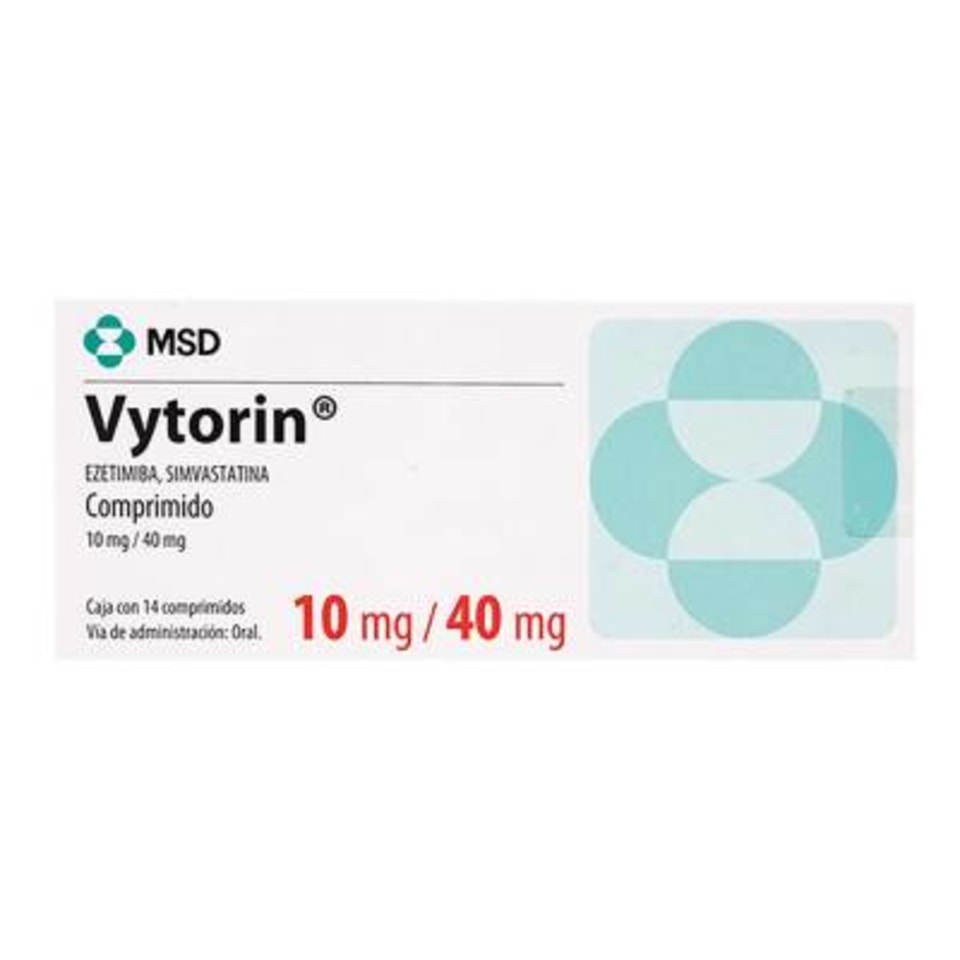 MSD
Vytorin®
EZETIMIBA, SIMVASTATINA
Comprimido
10 mg / 40 mg
Caja con 14 comprimidos
Vía de administración: Oral.
10 mg / 40 mg